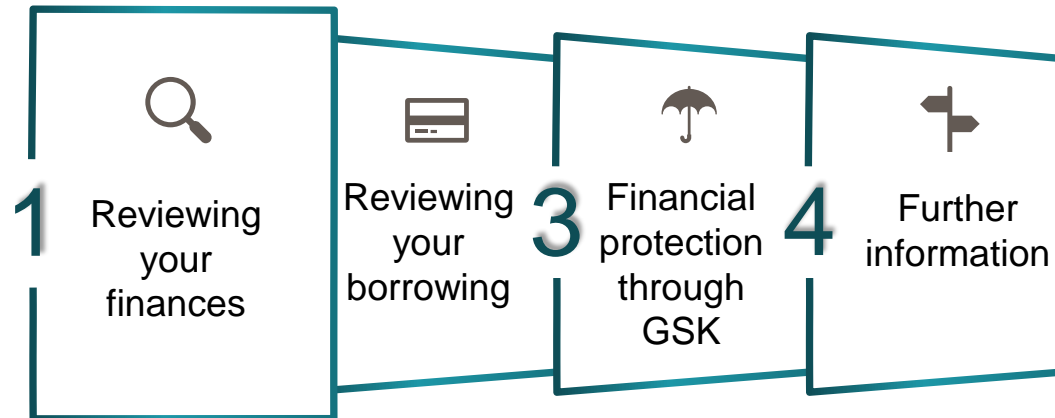 1
Reviewing
your
finances
Reviewing
your
borrowing
3
Financial
protection
through
GSK
4
Further
information